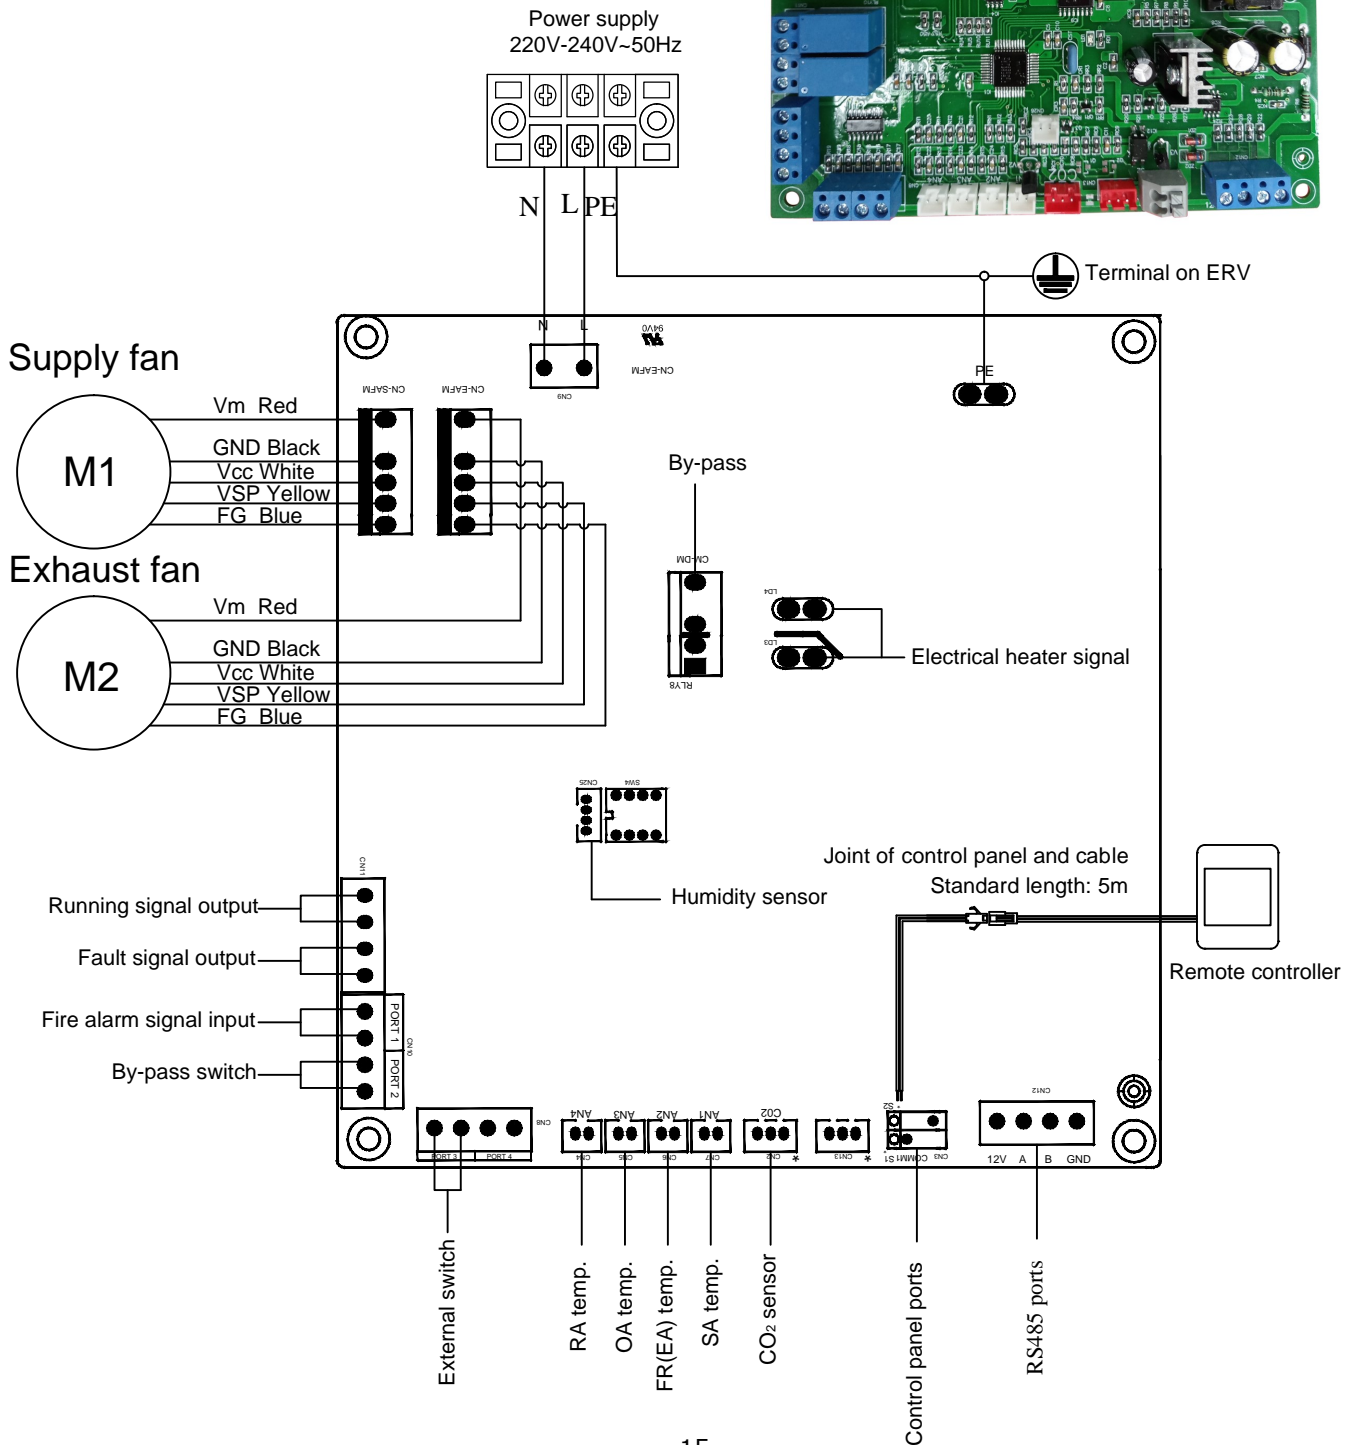 Power supply
220V-240V~50Hz
N
L
PE
Terminal on ERV
N
L
94V0
CN-EAFM
CN9
PE
Supply fan
M1
Vm Red
GND Black
Vcc White
VSP Yellow
FG Blue
CN-SAFM
CN-EAFM
Exhaust fan
M2
Vm Red
GND Black
Vcc White
VSP Yellow
FG Blue
By-pass
CM-DM
RLY8
LD4
LD3
Electrical heater signal
CN25
SW4
Humidity sensor
Joint of control panel and cable
Standard length: 5m
Remote controller
CN11
Running signal output
Fault signal output
Fire alarm signal input
By-pass switch
PORT 1
PORT 2
CN10
CN8
PORT 3
PORT 4
AN4
AN3
AN2
AN1
C02
CN4
CN5
CN6
CN7
CN2
*
CN13
*
S2
S1
COMM1
CN3
CN12
12V
A
B
GND
External switch
RA temp.
OA temp.
FR(EA) temp.
SA temp.
CO2 sensor
Control panel ports
RS485 ports
AN4
AN3
AN2